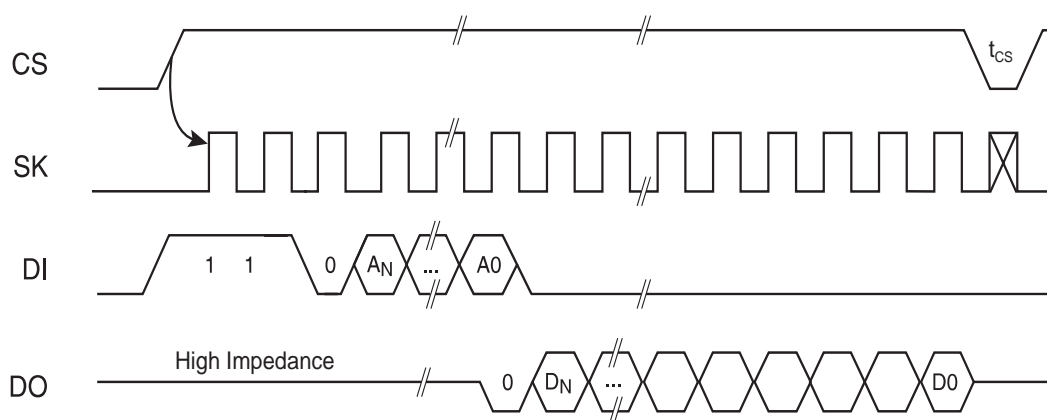 CS
t_CS
SK
DI
1 1 0 A_N ... A0
High Impedance
DO
0 D_N ... D0